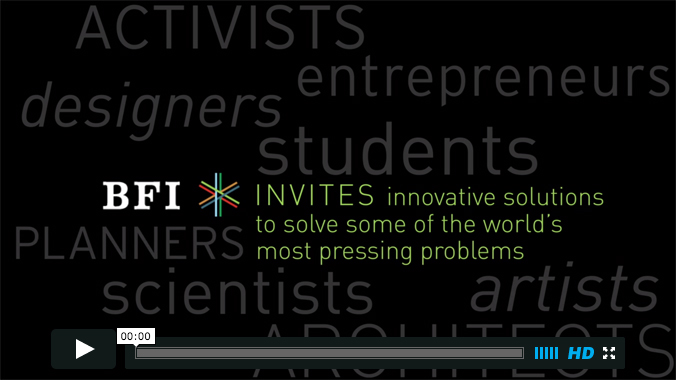 ACTIVISTS
entrepreneurs
designers
students
BFI INVITES innovative solutions
to solve some of the world's
PLANNERS
most pressing problems
scientists
artists
ARCHITECTS
00:00
HD